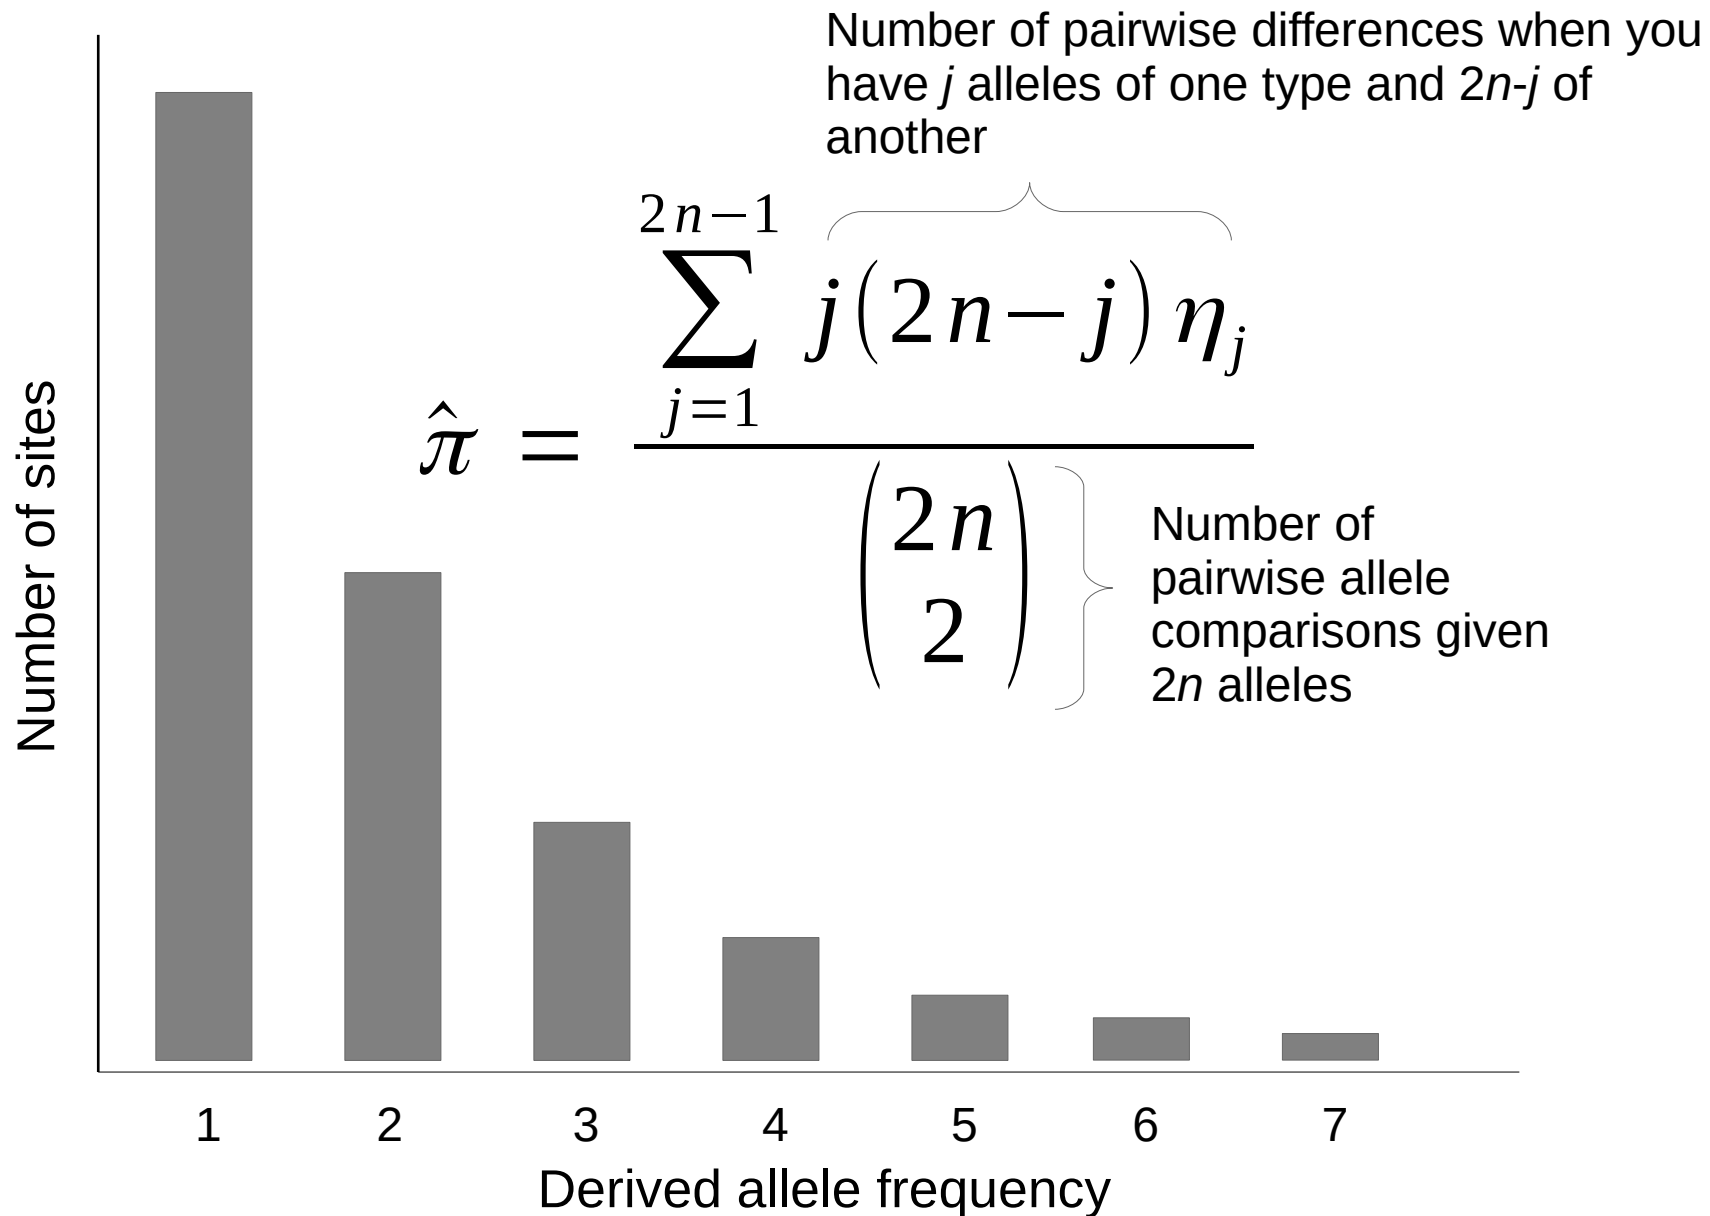 Number of pairwise differences when you
have j alleles of one type and 2n-j of
another
2n−1
∑ j(2n−j) η_j
j=1
π̂ =
(2n
2)
Number of
pairwise allele
comparisons given
2n alleles
Number of sites
1 2 3 4 5 6 7
Derived allele frequency